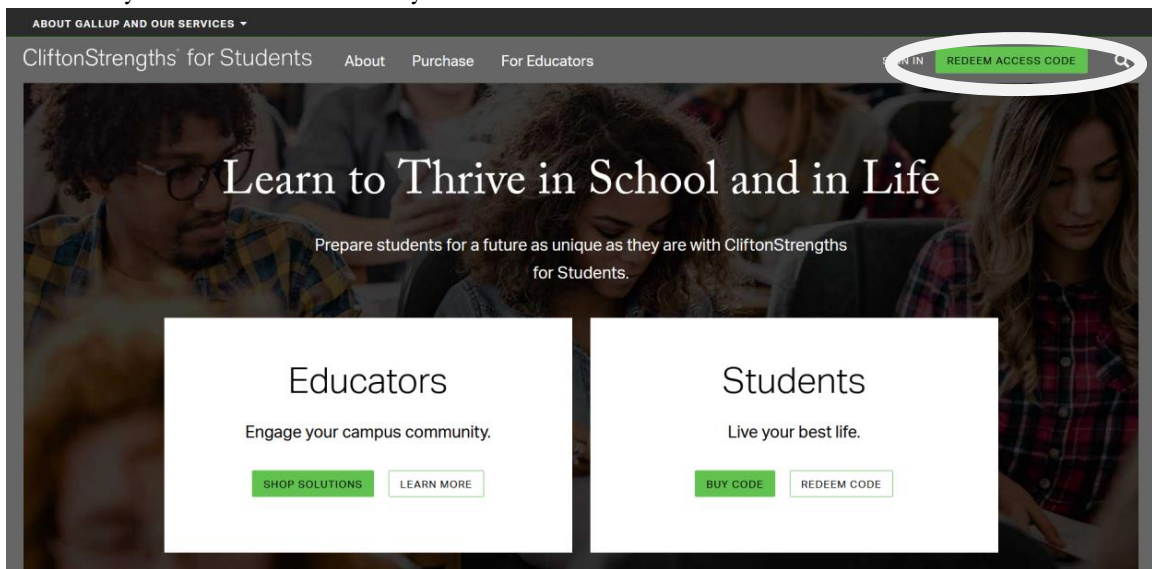 ABOUT GALLUP AND OUR SERVICES
CliftonStrengths® for Students About Purchase For Educators IN REDEEM ACCESS CODE
Learn to Thrive in School and in Life
Prepare students for a future as unique as they are with CliftonStrengths
for Students.
Educators
Engage your campus community.
SHOP SOLUTIONS LEARN MORE
Students
Live your best life.
BUY CODE REDEEM CODE